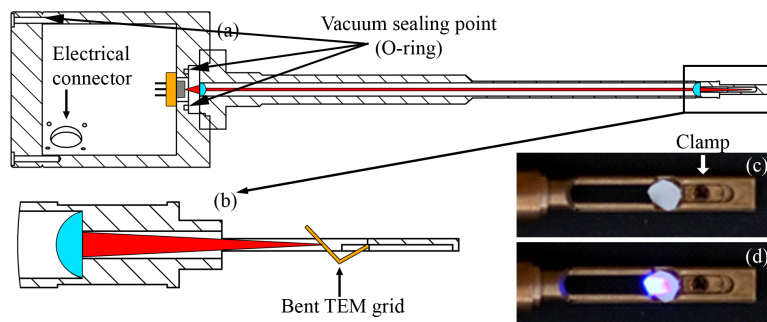 Vacuum sealing point
(O-ring)
(a)
Electrical
connector
Clamp
(c)
(b)
(d)
Bent TEM grid